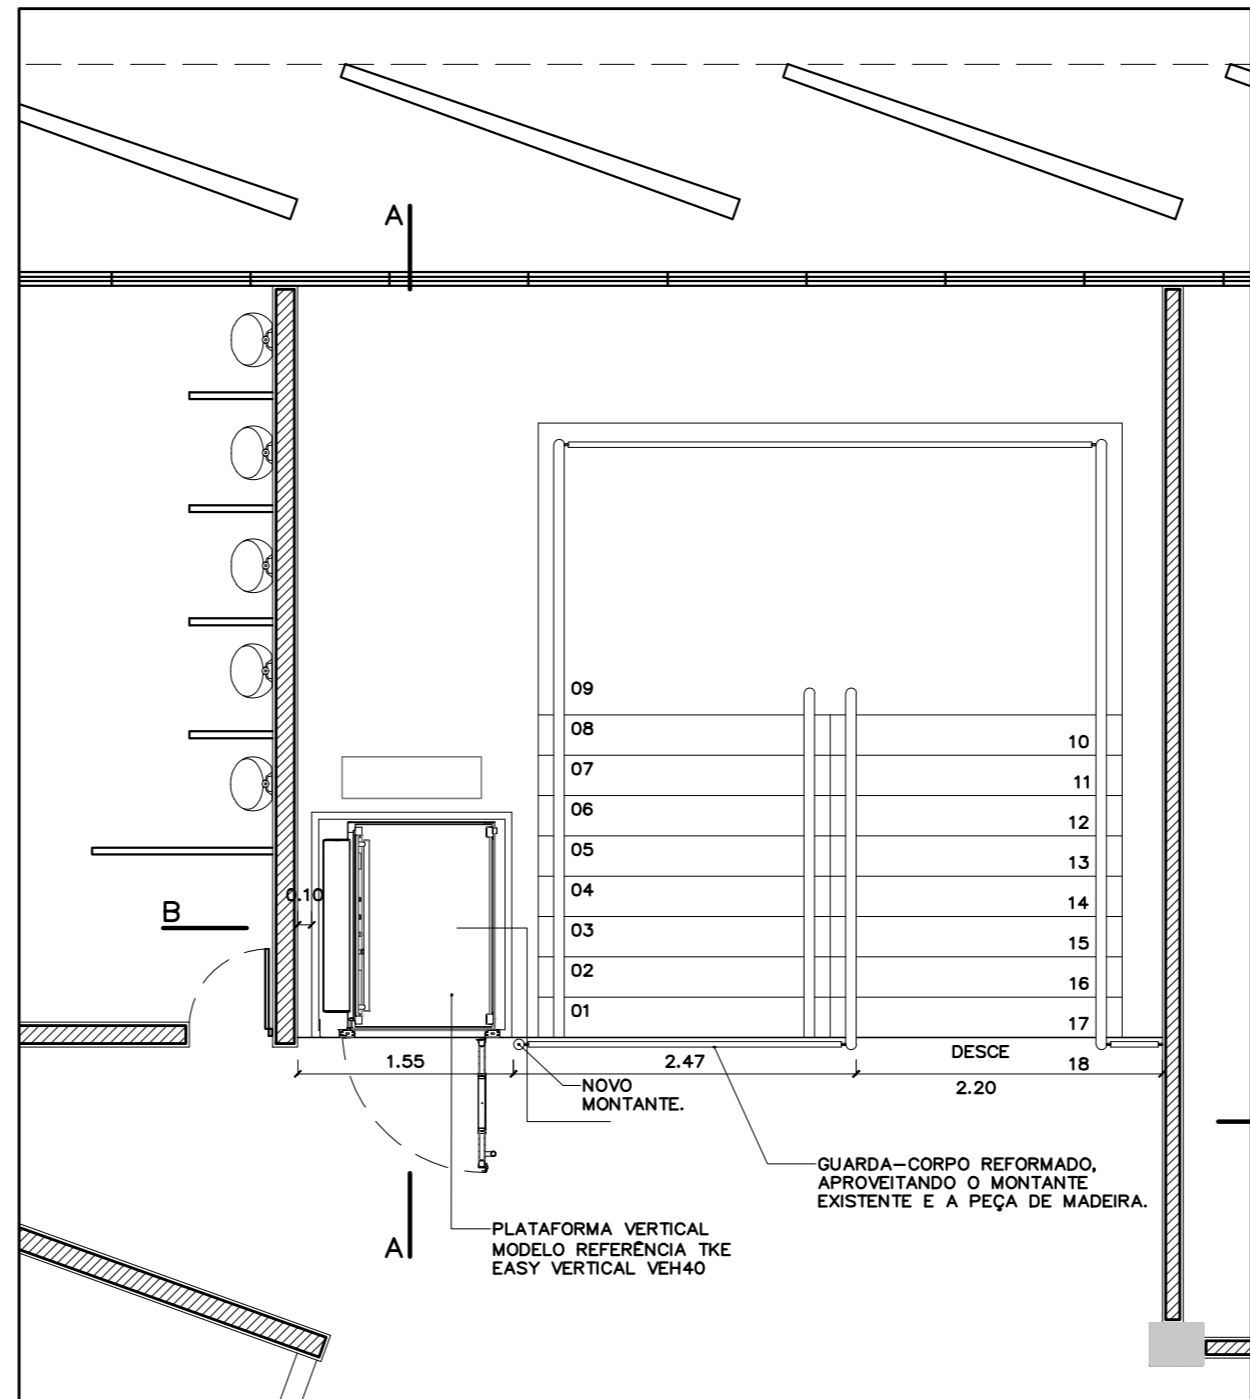 A
09
08
07
06
05
04
03
02
01
10
11
12
13
14
15
16
17
18
0.10
B
1.55
2.47
DESCE
2.20
NOVO
MONTANTE.
GUARDA-CORPO REFORMADO,
APROVEITANDO O MONTANTE
EXISTENTE E A PEÇA DE MADEIRA.
A
PLATAFORMA VERTICAL
MODELO REFERÊNCIA TKE
EASY VERTICAL VEH40